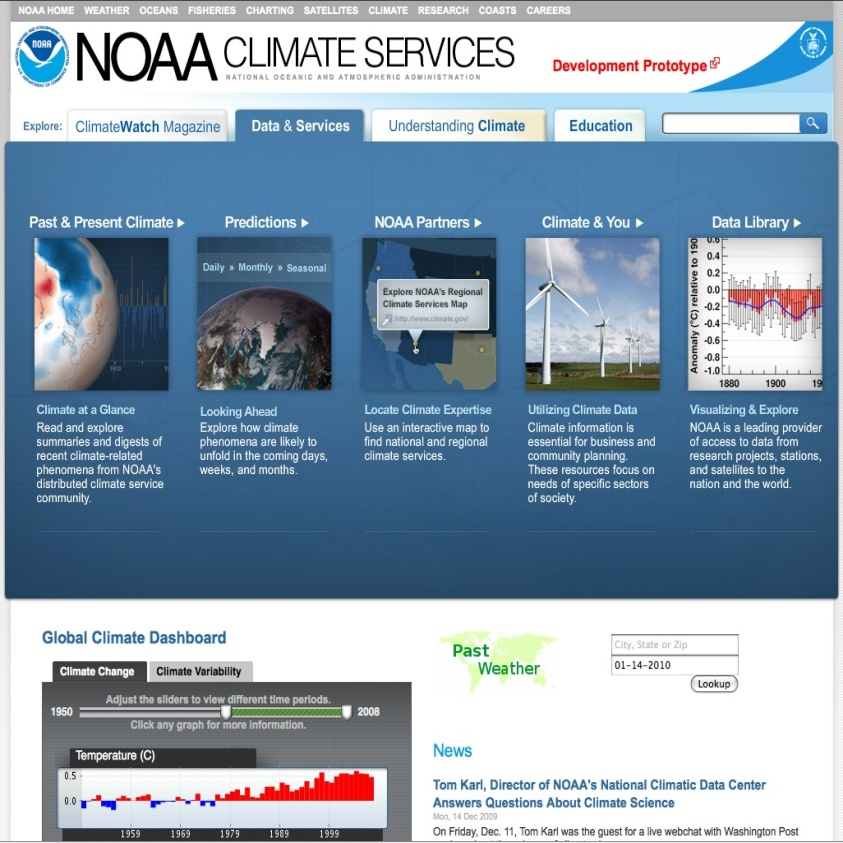 NOAA HOME WEATHER OCEANS FISHERIES CHARTING SATELLITES CLIMATE RESEARCH COASTS CAREERS
NOAA
NOAA CLIMATE SERVICES
NATIONAL OCEANIC AND ATMOSPHERIC ADMINISTRATION
Development Prototype
Explore: ClimateWatch Magazine Data & Services Understanding Climate Education
Past & Present Climate
1970
Climate at a Glance
Read and explore
summaries and digests of
recent climate-related
phenomena from NOAA's
distributed climate service
community.
Predictions
Daily » Monthly » Seasonal
Looking Ahead
Explore how climate
phenomena are likely to
unfold in the coming days,
weeks, and months.
NOAA Partners
Explore NOAA's Regional
Climate Services Map
http://www.climate.gov/
Locate Climate Expertise
Use an interactive map to
find national and regional
climate services.
Climate & You
Utilizing Climate Data
Climate information is
essential for business and
community planning.
These resources focus on
needs of specific sectors
of society.
Data Library
Anomaly (°C) relative to 190
0.6
0.4
0.2
0.0
-0.2
-0.4
-0.6
-0.8
-1.0
1880 1900 19
Visualizing & Explore
NOAA is a leading provider
of access to data from
research projects, stations,
and satellites to the
nation and the world.
Global Climate Dashboard
Climate Change Climate Variability
Adjust the sliders to view different time periods.
1950 2008
Click any graph for more information.
Temperature (C)
0.5
0.0
1959 1969 1979 1989 1999
Past
Weather
City, State or Zip
01-14-2010
Lookup
News
Tom Karl, Director of NOAA's National Climatic Data Center
Answers Questions About Climate Science
Mon, 14 Dec 2009
On Friday, Dec. 11, Tom Karl was the guest for a live webchat with Washington Post